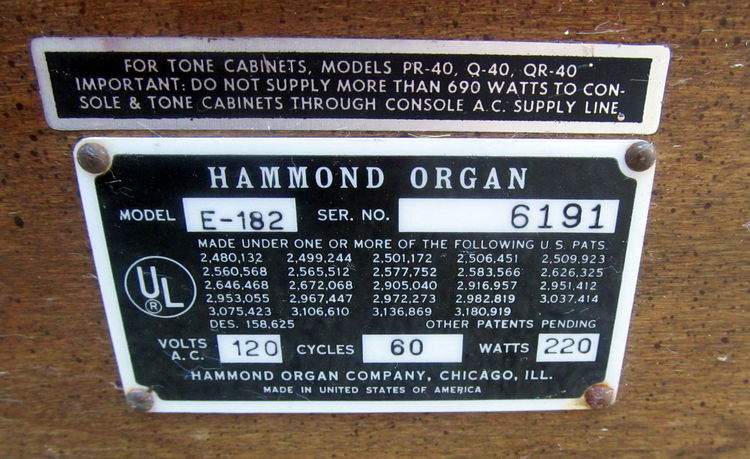 FOR TONE CABINETS, MODELS PR-40, Q-40, QR-40
IMPORTANT: DO NOT SUPPLY MORE THAN 690 WATTS TO CON-
SOLE & TONE CABINETS THROUGH CONSOLE A.C. SUPPLY LINE.
HAMMOND ORGAN
MODEL E-182 SER. NO. 6191
MADE UNDER ONE OR MORE OF THE FOLLOWING U.S. PATS.
2,480,132 2,499,244 2,501,172 2,506,451 2,509,923
2,560,568 2,565,512 2,577,752 2,583,566 2,626,325
2,646,468 2,672,068 2,905,040 2,916,957 2,951,412
2,953,055 2,967,447 2,972,273 2,982,819 3,037,414
3,075,423 3,106,610 3,136,869 3,180,919
DES. 158,625 OTHER PATENTS PENDING
UL
®
VOLTS A.C. 120 CYCLES 60 WATTS 220
HAMMOND ORGAN COMPANY, CHICAGO, ILL.
MADE IN UNITED STATES OF AMERICA